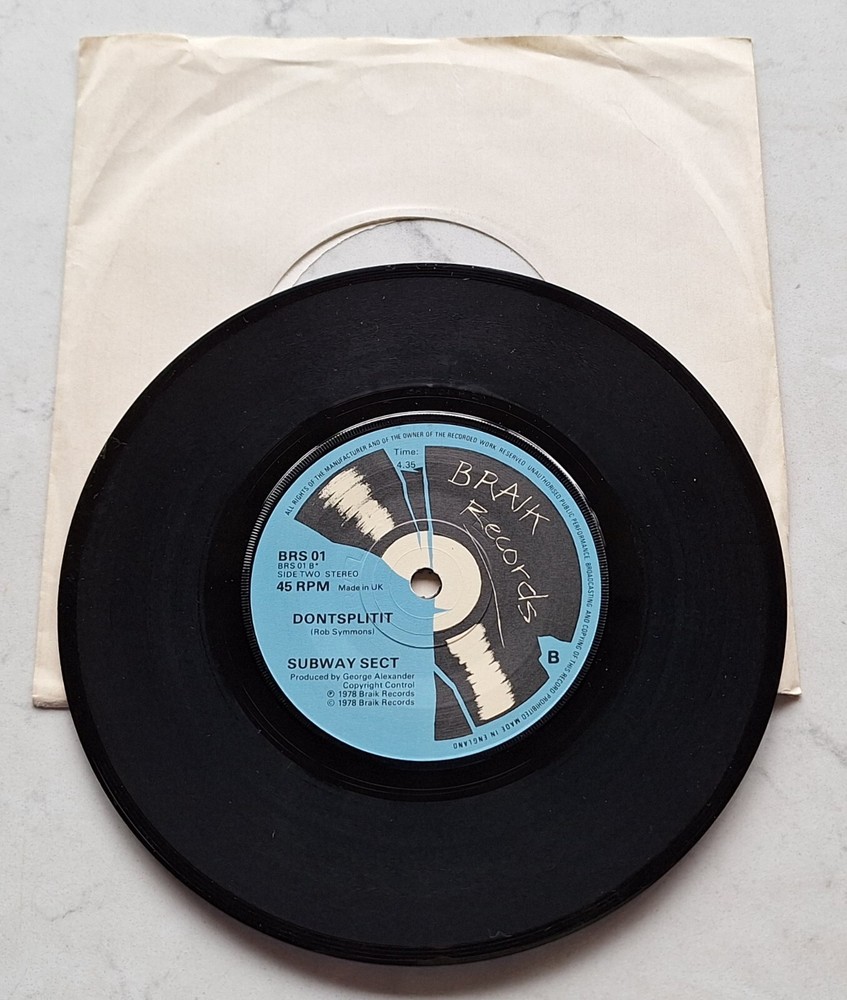 ALL RIGHTS OF THE MANUFACTURER AND OF THE OWNER OF THE RECORDED WORK RESERVED UNAUTHORISED PUBLIC PERFORMANCE BROADCASTING AND COPYING OF THIS RECORD PROHIBITED MADE IN ENGLAND
Time:
4.35
BRAIK
Records
BRS 01
BRS 01 B*
SIDE TWO STEREO
45 RPM Made in UK
DONTSPLITIT
(Rob Symmons)
B
SUBWAY SECT
Produced by George Alexander
Copyright Control
℗ 1978 Braik Records
© 1978 Braik Records